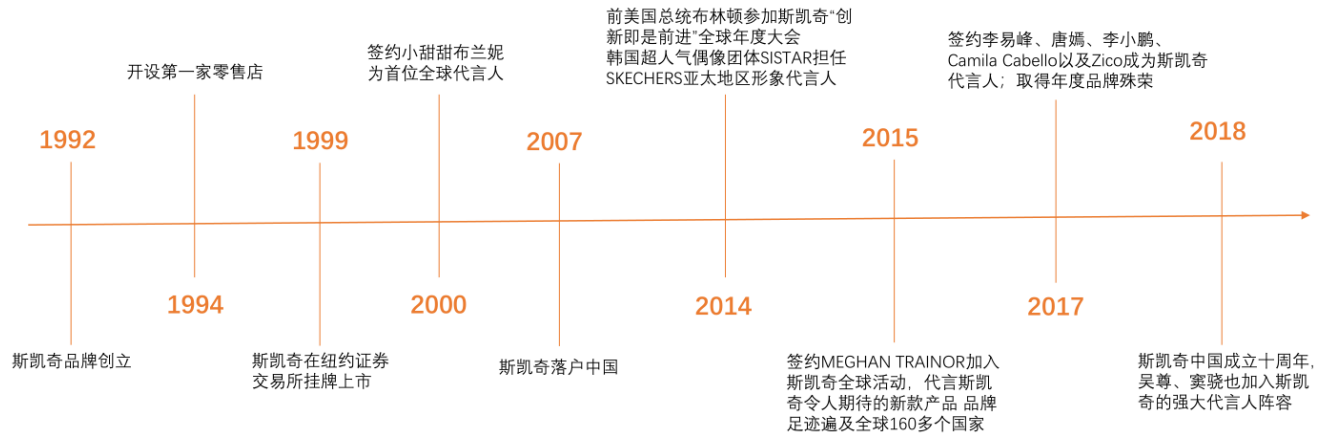 1992
斯凯奇品牌创立
开设第一家零售店
1994
1999
斯凯奇在纽约证券
交易所挂牌上市
签约小甜甜布兰妮
为首位全球代言人
2000
2007
斯凯奇落户中国
前美国总统布林顿参加斯凯奇“创
新即是前进”全球年度大会
韩国超人气偶像团体SISTAR担任
SKECHERS亚太地区形象代言人
2014
2015
签约MEGHAN TRAINOR加入
斯凯奇全球活动，代言斯凯
奇令人期待的新款产品 品牌
足迹遍及全球160多个国家
签约李易峰、唐嫣、李小鹏、
Camila Cabello以及Zico成为斯凯奇
代言人；取得年度品牌殊荣
2017
2018
斯凯奇中国成立十周年,
吴尊、窦骁也加入斯凯
奇的强大代言人阵容